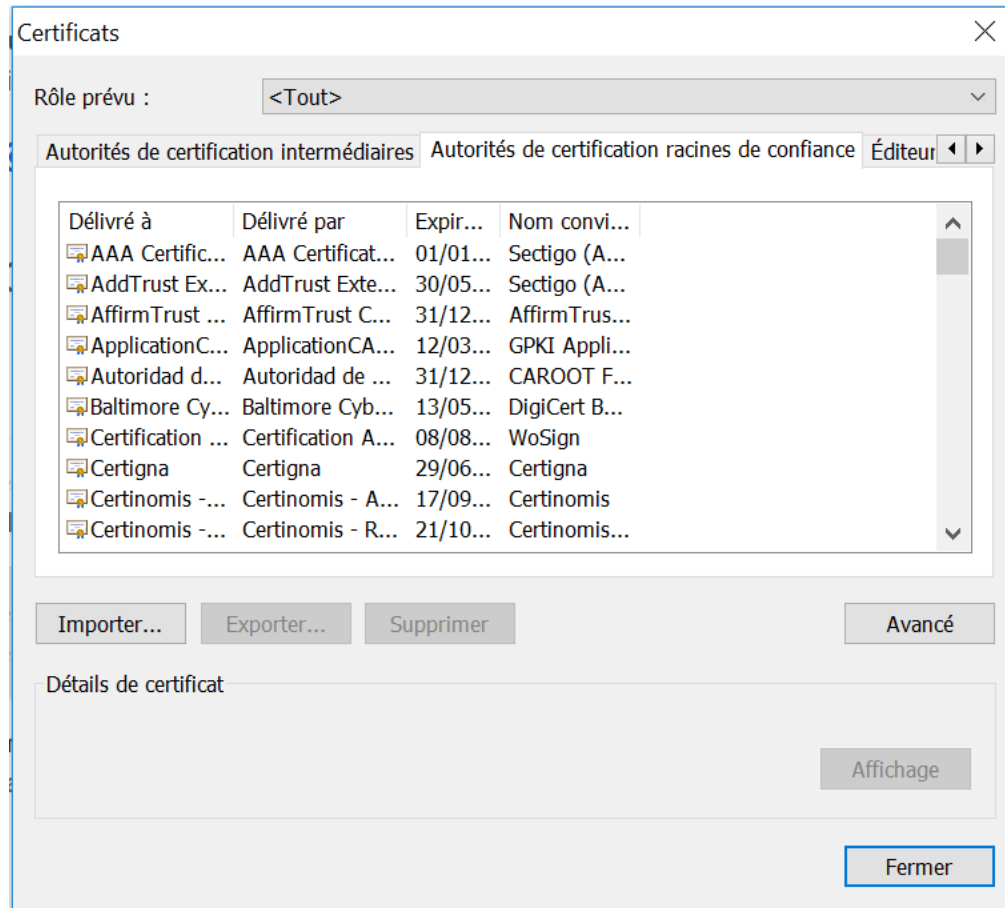 Certificats
Rôle prévu : <Tout>
Autorités de certification intermédiaires Autorités de certification racines de confiance Éditeur
Délivré à Délivré par Expir... Nom convi...
AAA Certific... AAA Certificat... 01/01... Sectigo (A...
AddTrust Ex... AddTrust Exte... 30/05... Sectigo (A...
AffirmTrust ... AffirmTrust C... 31/12... AffirmTrus...
ApplicationC... ApplicationCA... 12/03... GPKI Appli...
Autoridad d... Autoridad de ... 31/12... CAROOT F...
Baltimore Cy... Baltimore Cyb... 13/05... DigiCert B...
Certification ... Certification A... 08/08... WoSign
Certigna Certigna 29/06... Certigna
Certinomis -... Certinomis - A... 17/09... Certinomis
Certinomis -... Certinomis - R... 21/10... Certinomis...
Importer... Exporter... Supprimer Avancé
Détails de certificat
Affichage
Fermer